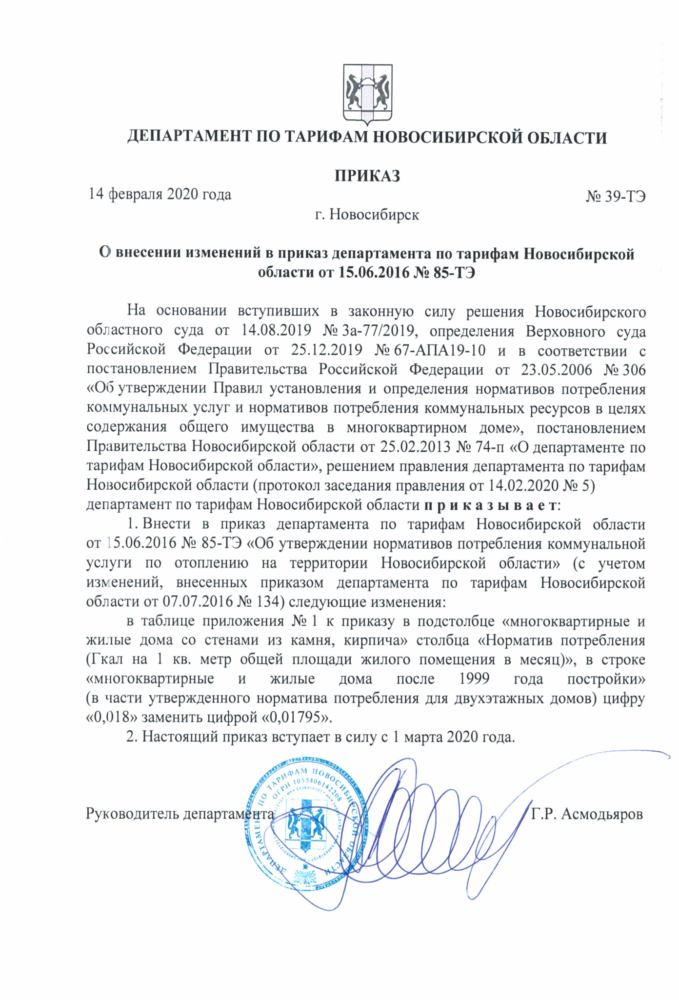 ДЕПАРТАМЕНТ ПО ТАРИФАМ НОВОСИБИРСКОЙ ОБЛАСТИ
ПРИКАЗ
14 февраля 2020 года
№ 39-ТЭ
г. Новосибирск
О внесении изменений в приказ департамента по тарифам Новосибирской
области от 15.06.2016 № 85-ТЭ
На основании вступивших в законную силу решения Новосибирского
областного суда от 14.08.2019 № 3а-77/2019, определения Верховного суда
Российской Федерации от 25.12.2019 № 67-АПА19-10 и в соответствии с
постановлением Правительства Российской Федерации от 23.05.2006 № 306
«Об утверждении Правил установления и определения нормативов потребления
коммунальных услуг и нормативов потребления коммунальных ресурсов в целях
содержания общего имущества в многоквартирном доме», постановлением
Правительства Новосибирской области от 25.02.2013 № 74-п «О департаменте по
тарифам Новосибирской области», решением правления департамента по тарифам
Новосибирской области (протокол заседания правления от 14.02.2020 № 5)
департамент по тарифам Новосибирской области п р и к а з ы в а е т:
1. Внести в приказ департамента по тарифам Новосибирской области
от 15.06.2016 № 85-ТЭ «Об утверждении нормативов потребления коммунальной
услуги по отоплению на территории Новосибирской области» (с учетом
изменений, внесенных приказом департамента по тарифам Новосибирской
области от 07.07.2016 № 134) следующие изменения:
в таблице приложения № 1 к приказу в подстолбце «многоквартирные и
жилые дома со стенами из камня, кирпича» столбца «Норматив потребления
(Гкал на 1 кв. метр общей площади жилого помещения в месяц)», в строке
«многоквартирные и жилые дома после 1999 года постройки»
(в части утвержденного норматива потребления для двухэтажных домов) цифру
«0,018» заменить цифрой «0,01795».
2. Настоящий приказ вступает в силу с 1 марта 2020 года.
Руководитель департамента
Г.Р. Асмодьяров
ДЕПАРТАМЕНТ ПО ТАРИФАМ НОВОСИБИРСКОЙ ОБЛАСТИ
ОГРН 1055406142208
ИНН 5406312137